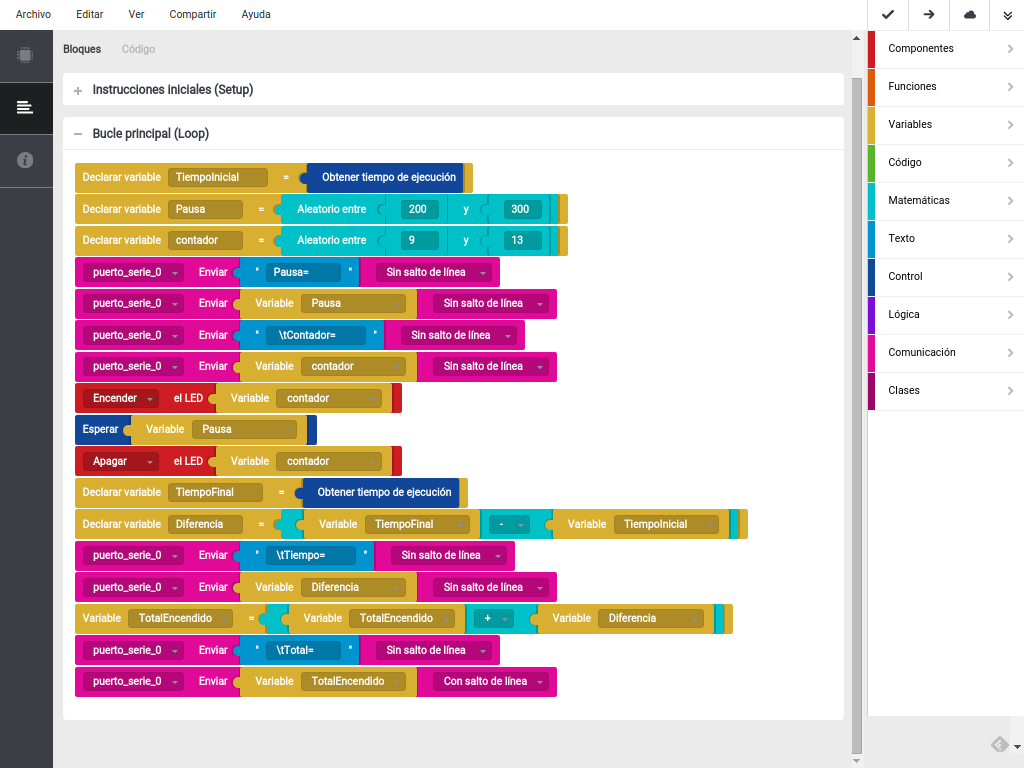 Archivo Editar Ver Compartir Ayuda
Bloques Código
+ Instrucciones iniciales (Setup)
− Bucle principal (Loop)
Declarar variable TiempoInicial = Obtener tiempo de ejecución
Declarar variable Pausa = Aleatorio entre 200 y 300
Declarar variable contador = Aleatorio entre 9 y 13
puerto_serie_0 Enviar " Pausa= " Sin salto de línea
puerto_serie_0 Enviar Variable Pausa Sin salto de línea
puerto_serie_0 Enviar " \tContador= " Sin salto de línea
puerto_serie_0 Enviar Variable contador Sin salto de línea
Encender el LED Variable contador
Esperar Variable Pausa
Apagar el LED Variable contador
Declarar variable TiempoFinal = Obtener tiempo de ejecución
Declarar variable Diferencia = Variable TiempoFinal - Variable TiempoInicial
puerto_serie_0 Enviar " \tTiempo= " Sin salto de línea
puerto_serie_0 Enviar Variable Diferencia Sin salto de línea
Variable TotalEncendido = Variable TotalEncendido + Variable Diferencia
puerto_serie_0 Enviar " \tTotal= " Sin salto de línea
puerto_serie_0 Enviar Variable TotalEncendido Con salto de línea
Componentes
Funciones
Variables
Código
Matemáticas
Texto
Control
Lógica
Comunicación
Clases